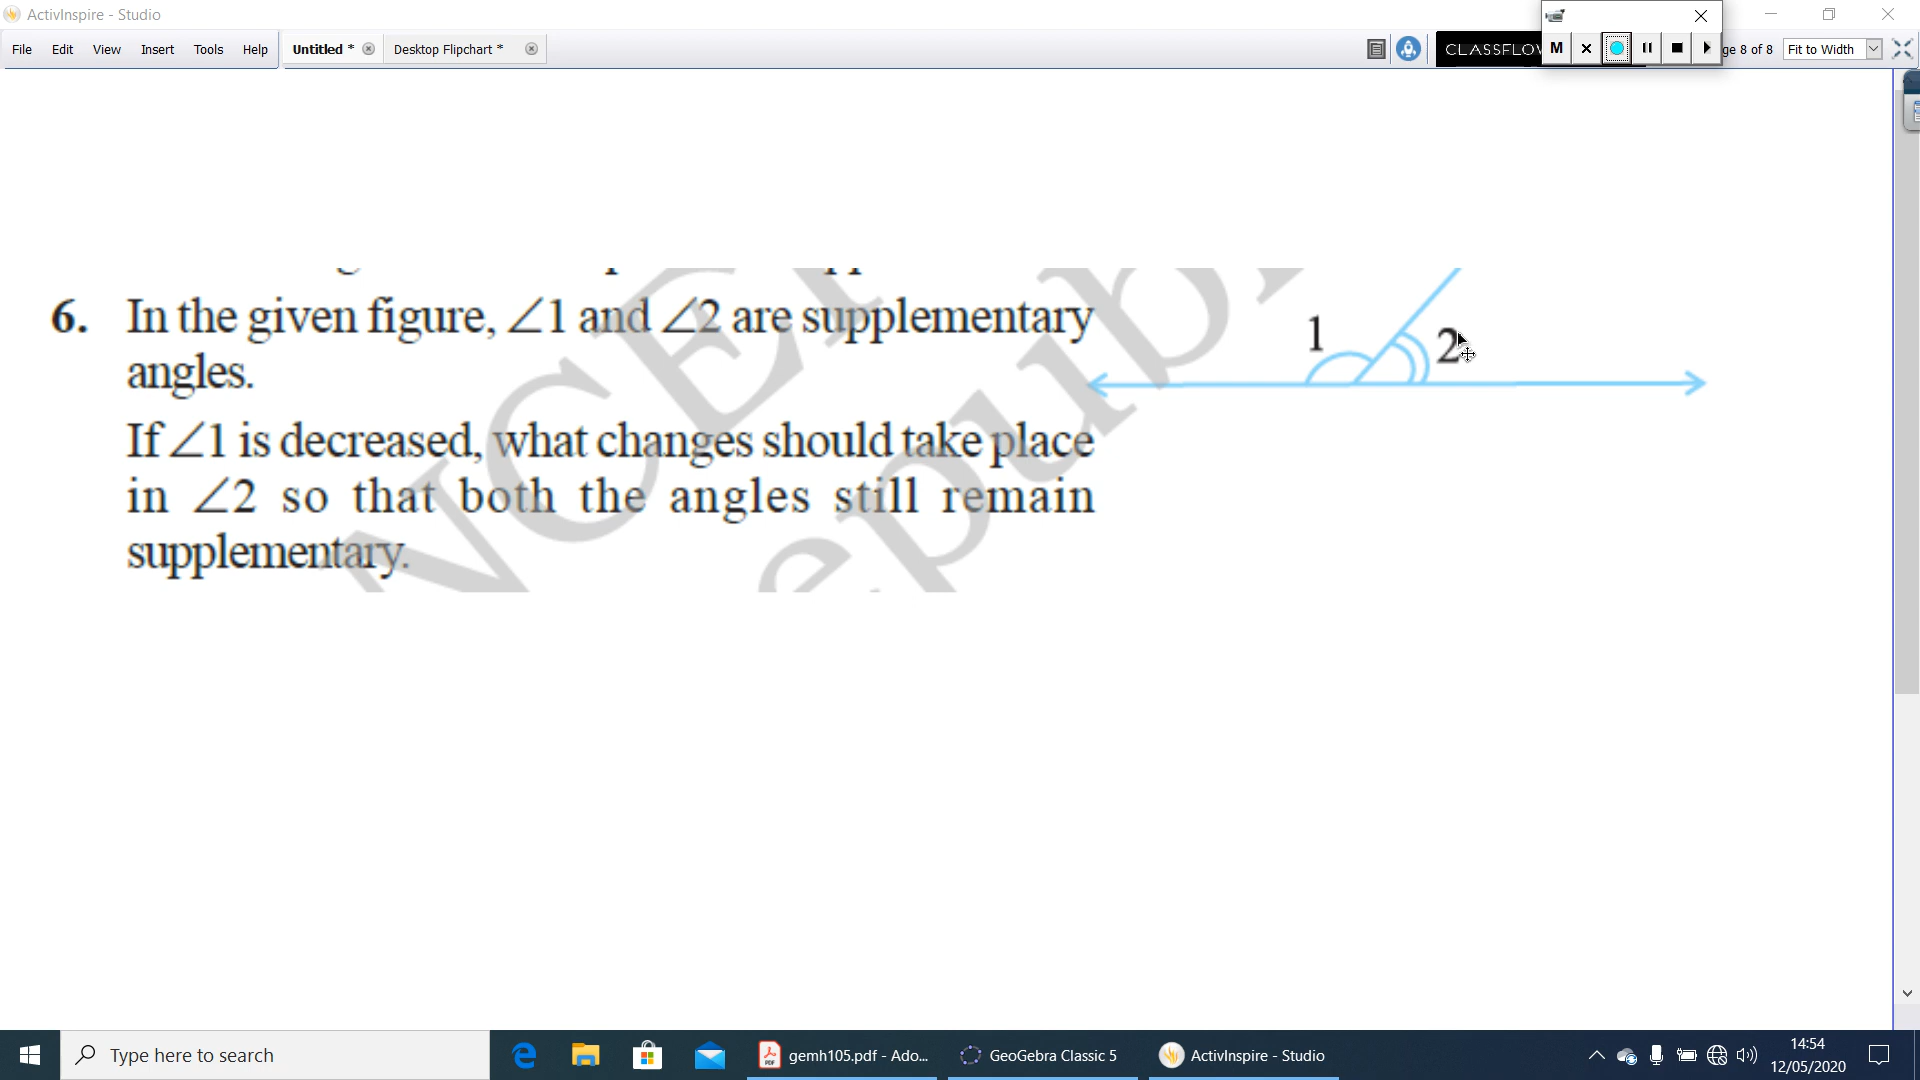 ActivInspire - Studio
File Edit View Insert Tools Help Untitled * Desktop Flipchart * M 8 of 8 Fit to Width
6. In the given figure, ∠1 and ∠2 are supplementary
angles.
1 2
If ∠1 is decreased, what changes should take place
in ∠2 so that both the angles still remain
supplementary.
Type here to search gemh105.pdf - Ado... GeoGebra Classic 5 ActivInspire - Studio 14:54
12/05/2020